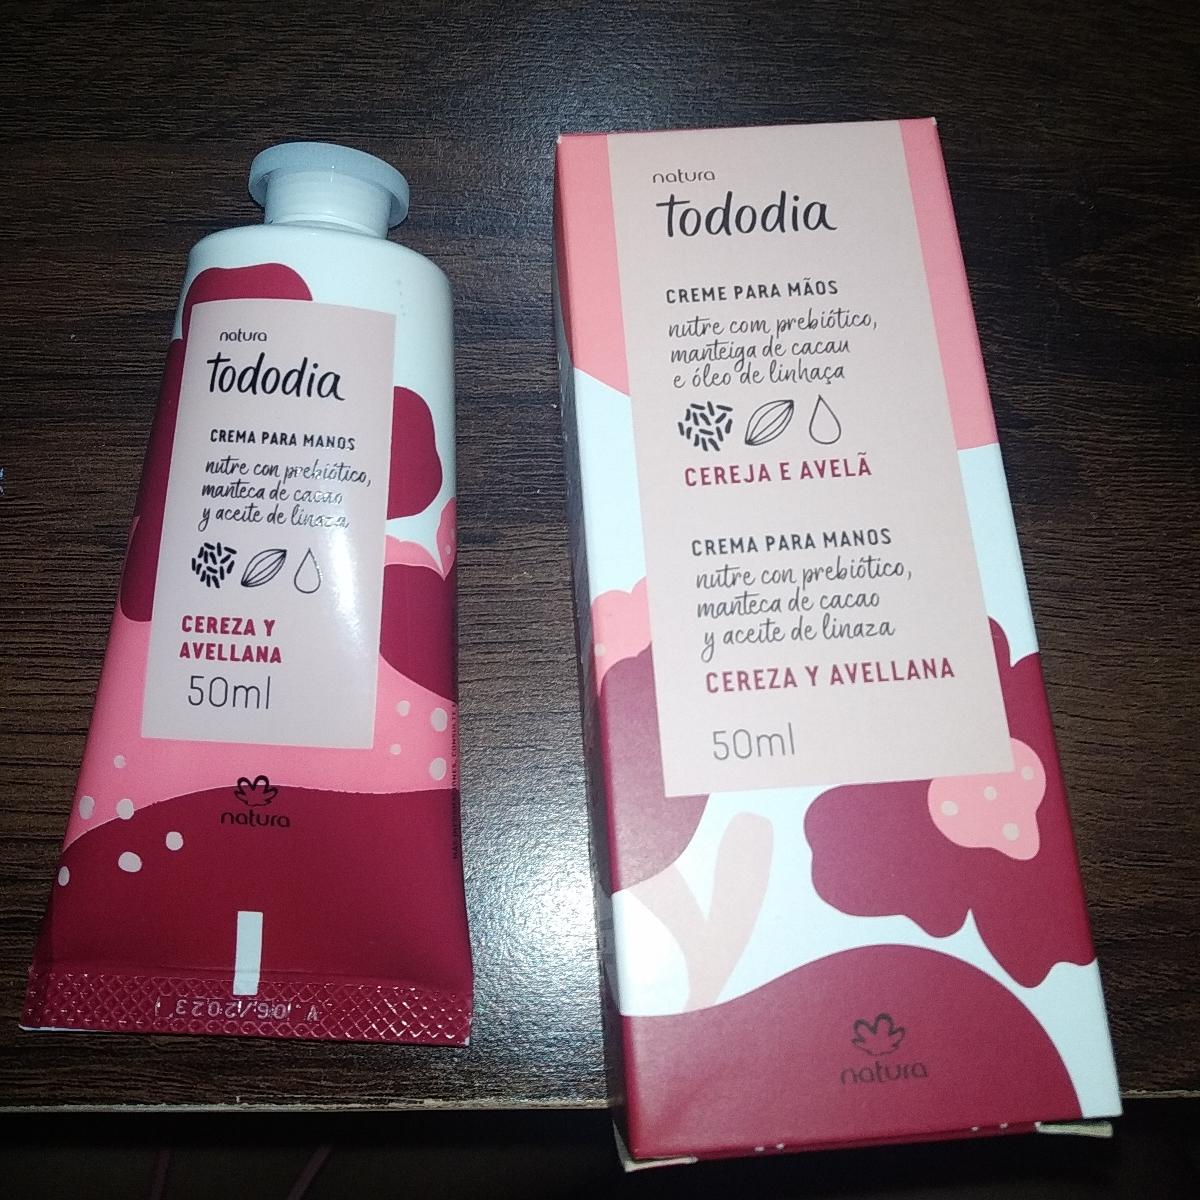 natura
tododia
CREMA PARA MANOS
nutre con prebiótico,
manteca de cacao
y aceite de linaza
CEREZA Y
AVELLANA
50ml
natura
V 06/2023
natura
tododia
CREME PARA MÃOS
nutre com prebiótico,
manteiga de cacau
e óleo de linhaça
CEREJA E AVELÃ
CREMA PARA MANOS
nutre con prebiótico,
manteca de cacao
y aceite de linaza
CEREZA Y AVELLANA
50ml
natura